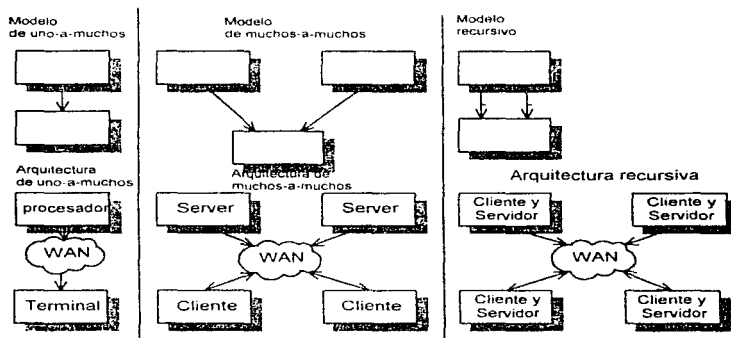 Modelo
de uno-a-muchos
Arquitectura
de uno-a-muchos
procesador
WAN
Terminal
Modelo
de muchos-a-muchos
Arquitectura de
muchos-a-muchos
Server
Server
WAN
Cliente
Cliente
Modelo
recursivo
Arquitectura recursiva
Cliente y
Servidor
Cliente y
Servidor
WAN
Cliente y
Servidor
Cliente y
Servidor